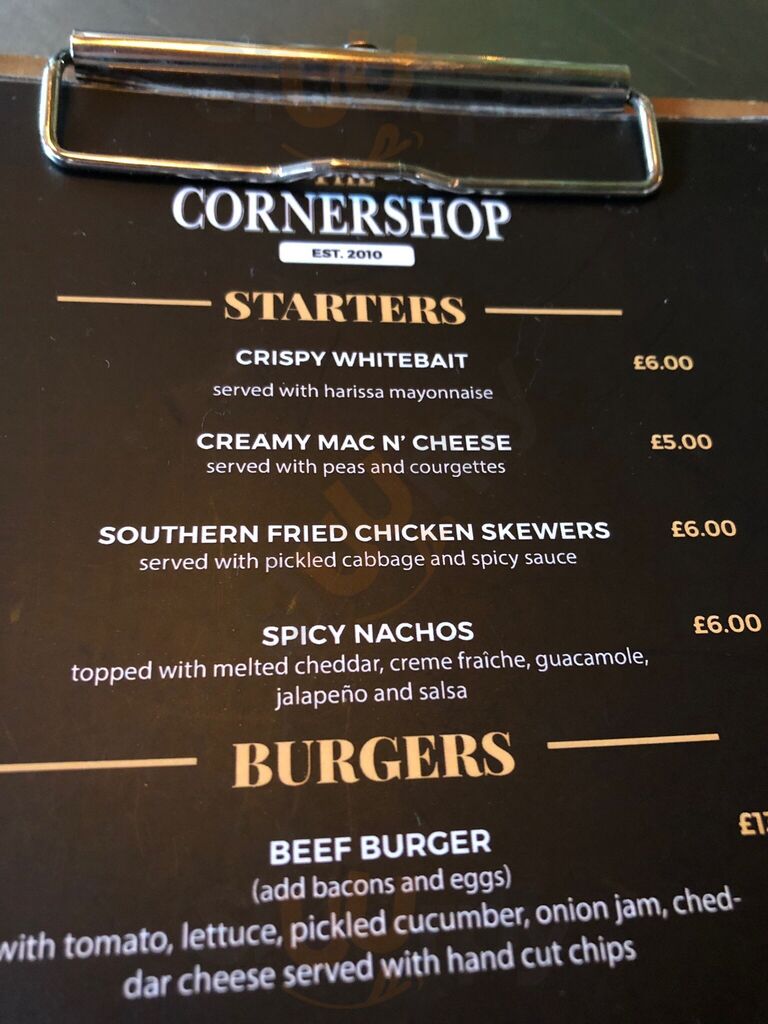 THE
CORNERSHOP
EST. 2010
STARTERS
CRISPY WHITEBAIT £6.00
served with harissa mayonnaise
CREAMY MAC N' CHEESE £5.00
served with peas and courgettes
SOUTHERN FRIED CHICKEN SKEWERS £6.00
served with pickled cabbage and spicy sauce
SPICY NACHOS £6.00
topped with melted cheddar, creme fraîche, guacamole,
jalapeño and salsa
BURGERS
BEEF BURGER
(add bacons and eggs)
with tomato, lettuce, pickled cucumber, onion jam, ched-
dar cheese served with hand cut chips